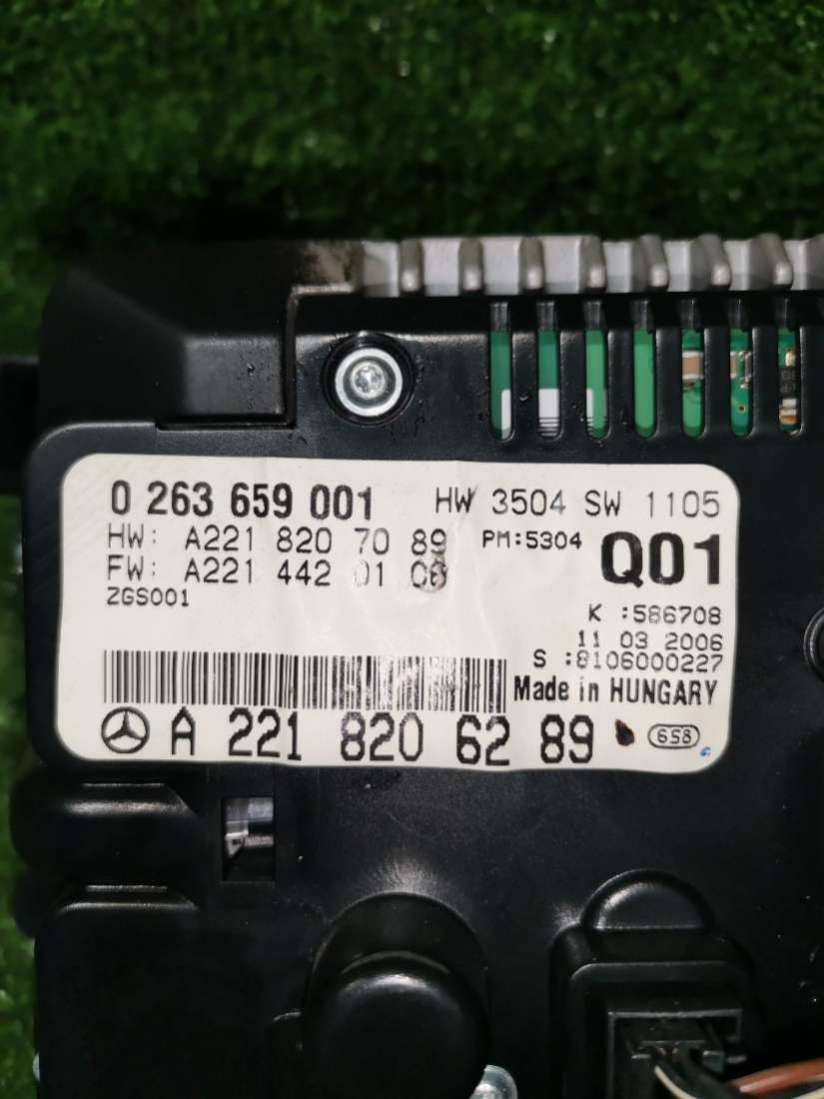 0 263 659 001 HW 3504 SW 1105
HW: A221 820 70 89 PM:5304 Q01
FW: A221 442 01
ZGS001
K :586708
11 03 2006
S :8106000227
Made in HUNGARY
A 221 820 62 89
658